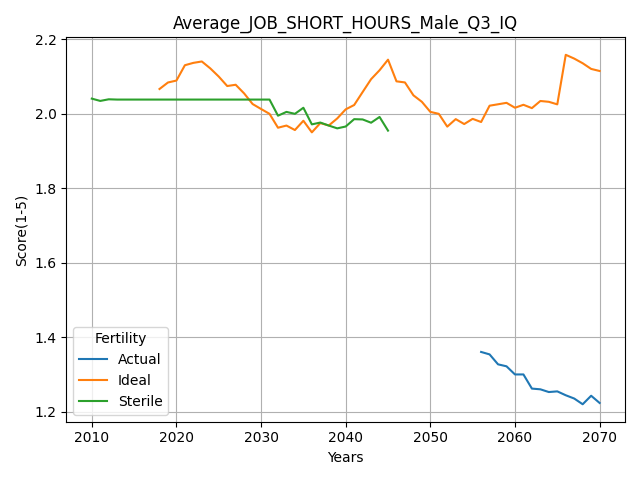 Average_JOB_SHORT_HOURS_Male_Q3_IQ
Score(1-5)
2.2
2.0
1.8
1.6
1.4
1.2
Fertility
Actual
Ideal
Sterile
2010 2020 2030 2040 2050 2060 2070
Years